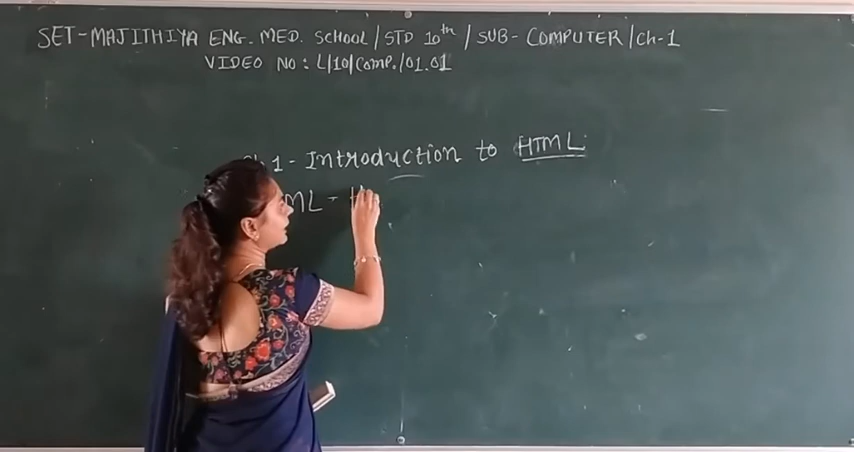 SET-MAJITHIYA ENG. MED. SCHOOL / STD 10th / SUB- COMPUTER / Ch-1
VIDEO NO : L/10/COMP./01.01
Ch.1 - Introduction to HTML
ML - H